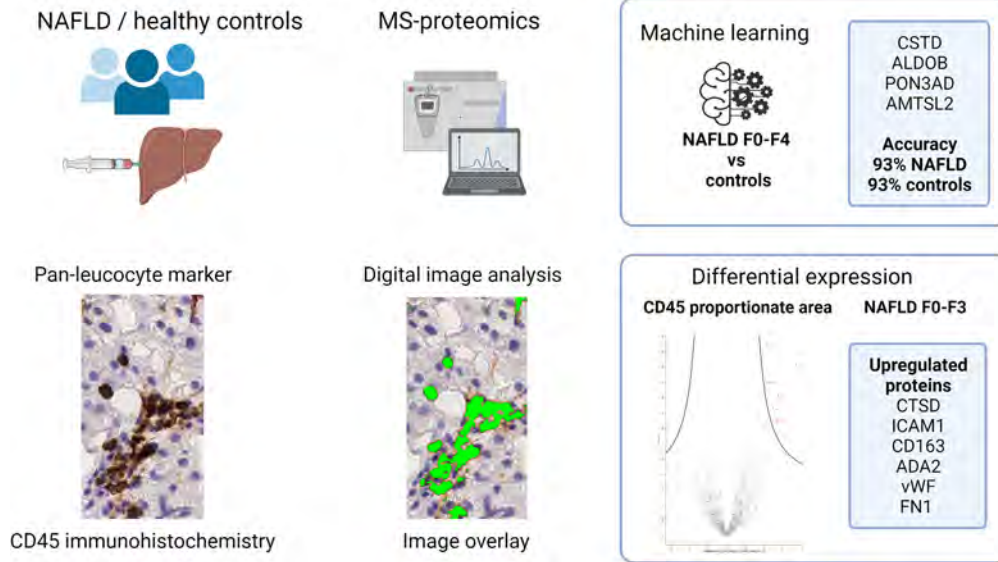 NAFLD / healthy controls
MS-proteomics
Machine learning
NAFLD F0-F4
vs
controls
CSTD
ALDOB
PON3AD
AMTSL2
Accuracy
93% NAFLD
93% controls
Pan-leucocyte marker
CD45 immunohistochemistry
Digital image analysis
Image overlay
Differential expression
CD45 proportionate area
NAFLD F0-F3
Upregulated
proteins
CTSD
ICAM1
CD163
ADA2
vWF
FN1